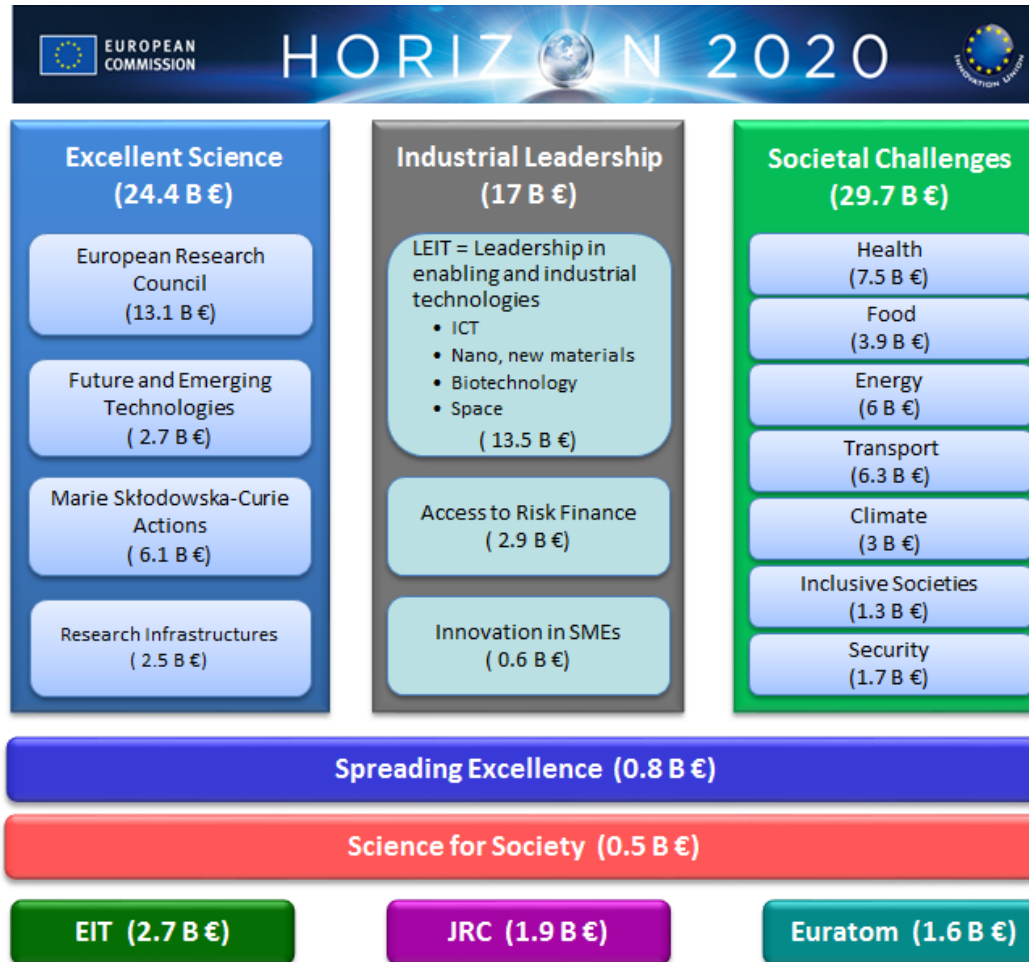 EUROPEAN
COMMISSION
HORIZON 2020
INNOVATION UNION
Excellent Science
(24.4 B €)
European Research
Council
(13.1 B €)
Future and Emerging
Technologies
( 2.7 B €)
Marie Skłodowska-Curie
Actions
( 6.1 B €)
Research Infrastructures
( 2.5 B €)
Industrial Leadership
(17 B €)
LEIT = Leadership in
enabling and industrial
technologies
• ICT
• Nano, new materials
• Biotechnology
• Space
( 13.5 B €)
Access to Risk Finance
( 2.9 B €)
Innovation in SMEs
( 0.6 B €)
Societal Challenges
(29.7 B €)
Health
(7.5 B €)
Food
(3.9 B €)
Energy
(6 B €)
Transport
(6.3 B €)
Climate
(3 B €)
Inclusive Societies
(1.3 B €)
Security
(1.7 B €)
Spreading Excellence (0.8 B €)
Science for Society (0.5 B €)
EIT (2.7 B €)
JRC (1.9 B €)
Euratom (1.6 B €)